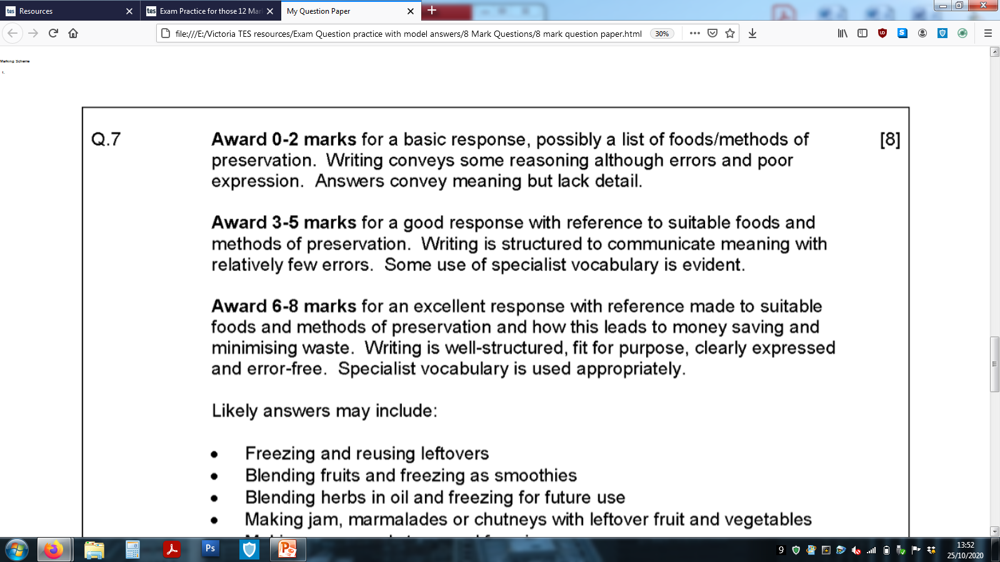 tes Resources
tes Exam Practice for those 12 Mar
My Question Paper
file:///E:/Victoria TES resources/Exam Question practice with model answers/8 Mark Questions/8 mark question paper.html
30%
Marking Scheme
1.
Q.7
Award 0-2 marks for a basic response, possibly a list of foods/methods of
[8]
preservation. Writing conveys some reasoning although errors and poor
expression. Answers convey meaning but lack detail.
Award 3-5 marks for a good response with reference to suitable foods and
methods of preservation. Writing is structured to communicate meaning with
relatively few errors. Some use of specialist vocabulary is evident.
Award 6-8 marks for an excellent response with reference made to suitable
foods and methods of preservation and how this leads to money saving and
minimising waste. Writing is well-structured, fit for purpose, clearly expressed
and error-free. Specialist vocabulary is used appropriately.
Likely answers may include:
• Freezing and reusing leftovers
• Blending fruits and freezing as smoothies
• Blending herbs in oil and freezing for future use
• Making jam, marmalades or chutneys with leftover fruit and vegetables
Ps
9
13:52
25/10/2020